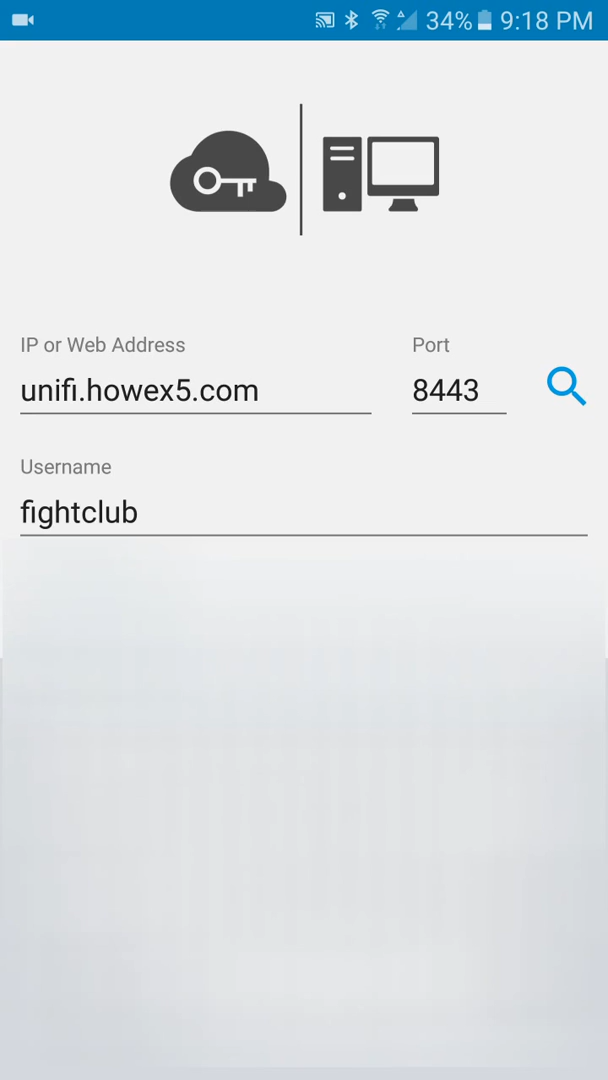 34% 9:18 PM
IP or Web Address
Port
unifi.howex5.com
8443
Username
fightclub